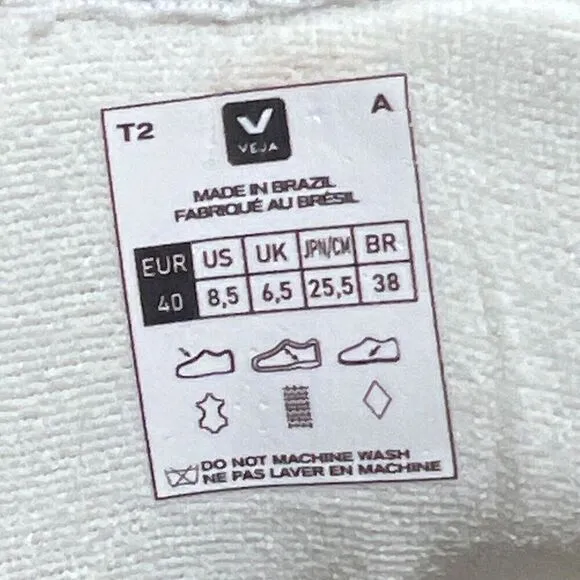 T2 A
V
VEJA
MADE IN BRAZIL
FABRIQUÉ AU BRÉSIL
EUR US UK JPN/CM BR
40 8,5 6,5 25,5 38
DO NOT MACHINE WASH
NE PAS LAVER EN MACHINE